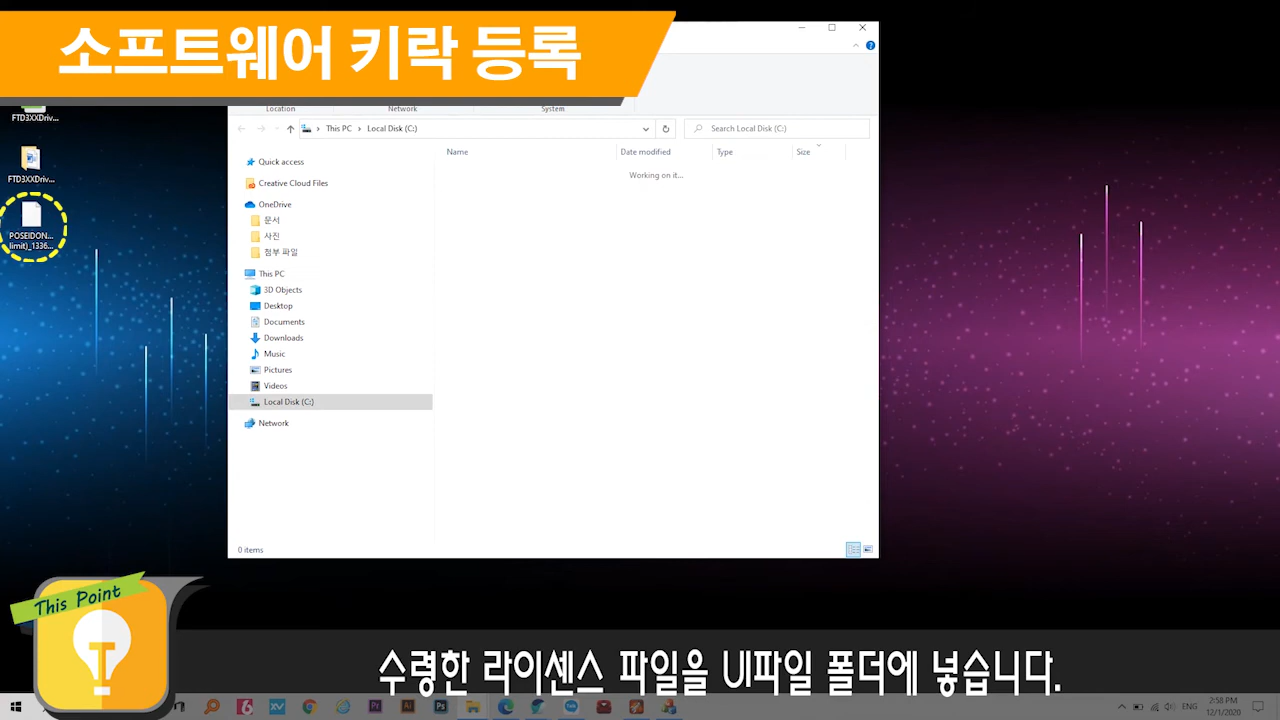 소프트웨어 키락 등록
Location
Network
System
FTD3XXDriv...
This PC
Local Disk (C:)
Search Local Disk (C:)
Name
Date modified
Type
Size
Working on it...
Quick access
Creative Cloud Files
OneDrive
문서
사진
첨부 파일
This PC
3D Objects
Desktop
Documents
Downloads
Music
Pictures
Videos
Local Disk (C:)
Network
FTD3XXDriv...
POSEIDON...
limit)_1336...
0 items
This Point
수령한 라이센스 파일을 UI파일 폴더에 넣습니다.
ENG
2:58 PM
12/1/2020